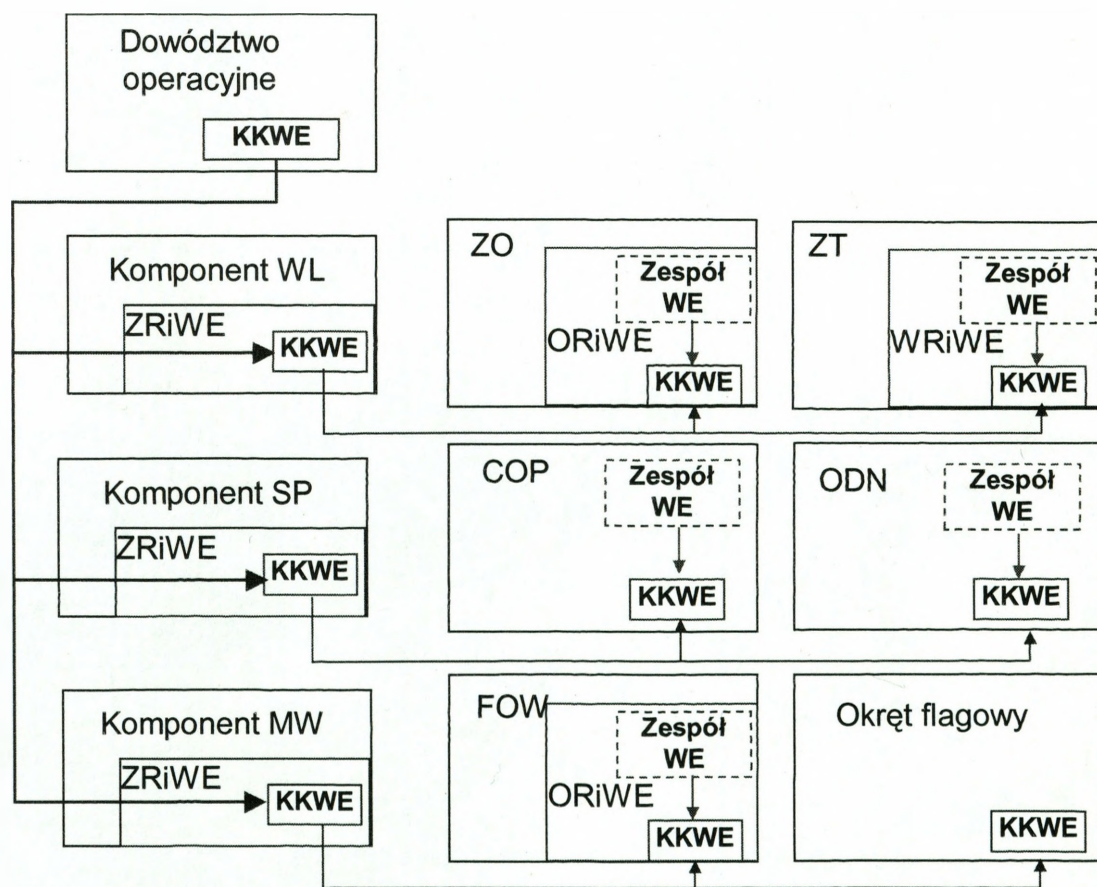 Dowództwo
operacyjne
KKWE
Komponent WL
ZRiWE
KKWE
ZO
Zespół
WE
ORiWE
KKWE
ZT
Zespół
WE
WRiWE
KKWE
Komponent SP
ZRiWE
KKWE
COP
Zespół
WE
KKWE
ODN
Zespół
WE
KKWE
Komponent MW
ZRiWE
KKWE
FOW
Zespół
WE
ORiWE
KKWE
Okręt flagowy
KKWE